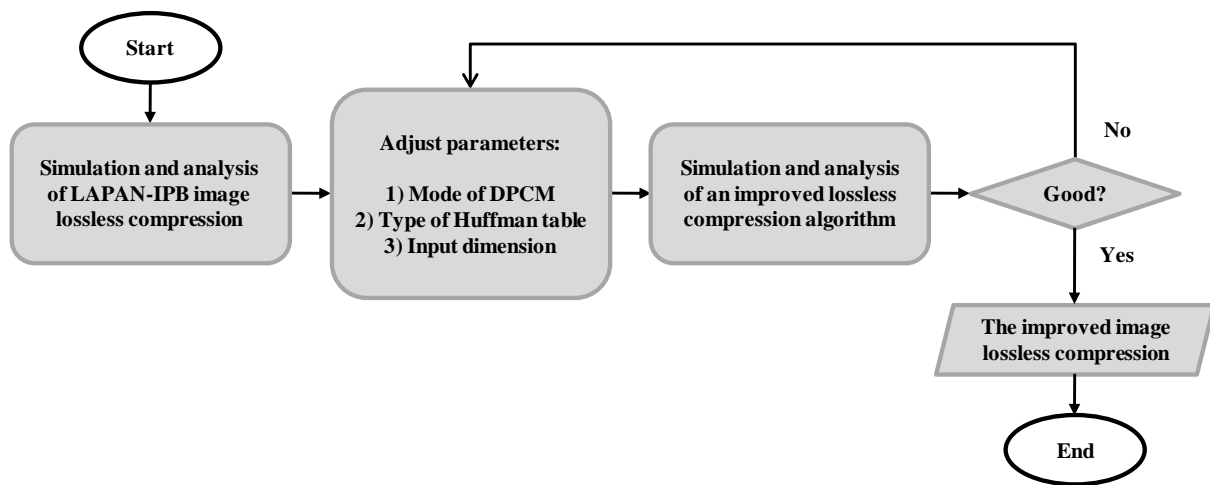 Start
Simulation and analysis
of LAPAN-IPB image
lossless compression
Adjust parameters:
1) Mode of DPCM
2) Type of Huffman table
3) Input dimension
Simulation and analysis
of an improved lossless
compression algorithm
Good?
No
Yes
The improved image
lossless compression
End